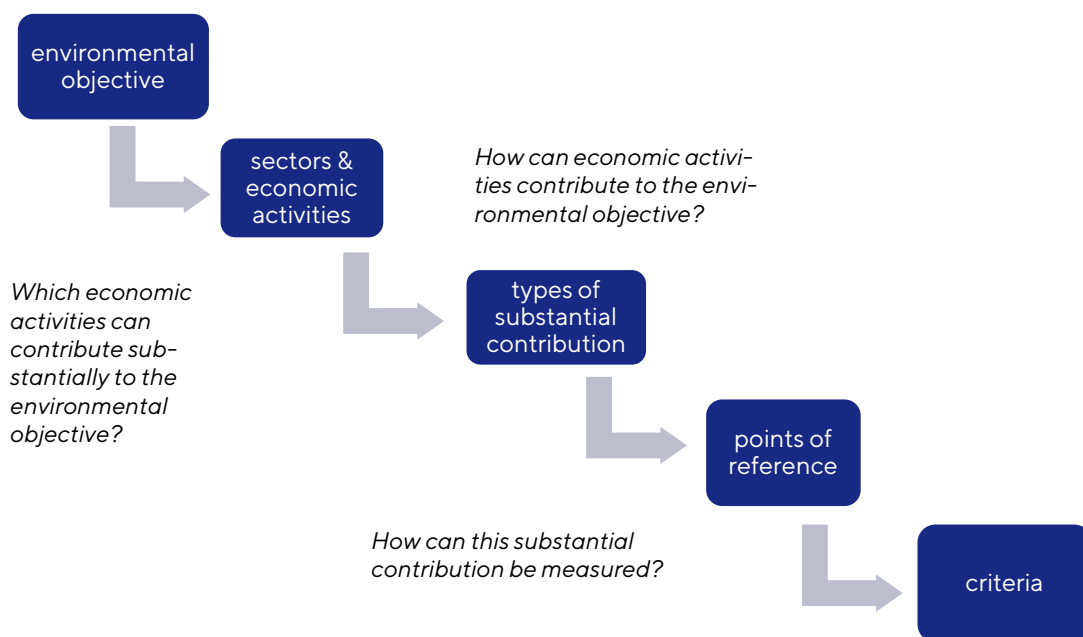 environmental
objective
sectors &
economic
activities
How can economic activi-
ties contribute to the envi-
ronmental objective?
Which economic
activities can
contribute sub-
stantially to the
environmental
objective?
types of
substantial
contribution
points of
reference
How can this substantial
contribution be measured?
criteria